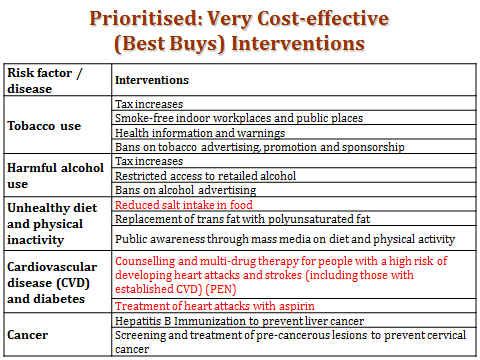 Prioritised: Very Cost-effective
(Best Buys) Interventions
Risk factor /
disease
Interventions
Tobacco use
Tax increases
Smoke-free indoor workplaces and public places
Health information and warnings
Bans on tobacco advertising, promotion and sponsorship
Harmful alcohol
use
Tax increases
Restricted access to retailed alcohol
Bans on alcohol advertising
Unhealthy diet
and physical
inactivity
Reduced salt intake in food
Replacement of trans fat with polyunsaturated fat
Public awareness through mass media on diet and physical activity
Cardiovascular
disease (CVD)
and diabetes
Counselling and multi-drug therapy for people with a high risk of
developing heart attacks and strokes (including those with
established CVD) (PEN)
Treatment of heart attacks with aspirin
Cancer
Hepatitis B Immunization to prevent liver cancer
Screening and treatment of pre-cancerous lesions to prevent cervical
cancer